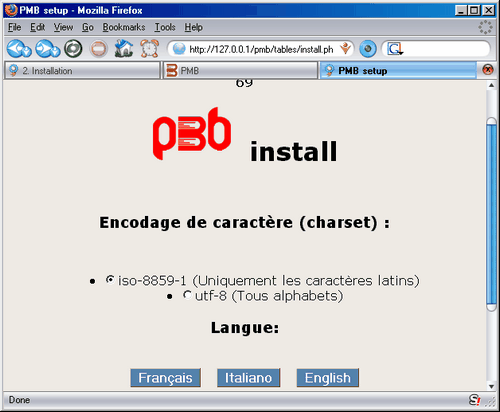 PMB setup - Mozilla Firefox
File Edit View Go Bookmarks Tools Help
http://127.0.0.1/pmb/tables/install.ph
2. Installation PMB PMB setup
69
pmb install
Encodage de caractère (charset) :
iso-8859-1 (Uniquement les caractères latins)
utf-8 (Tous alphabets)
Langue:
Français Italiano English
Done